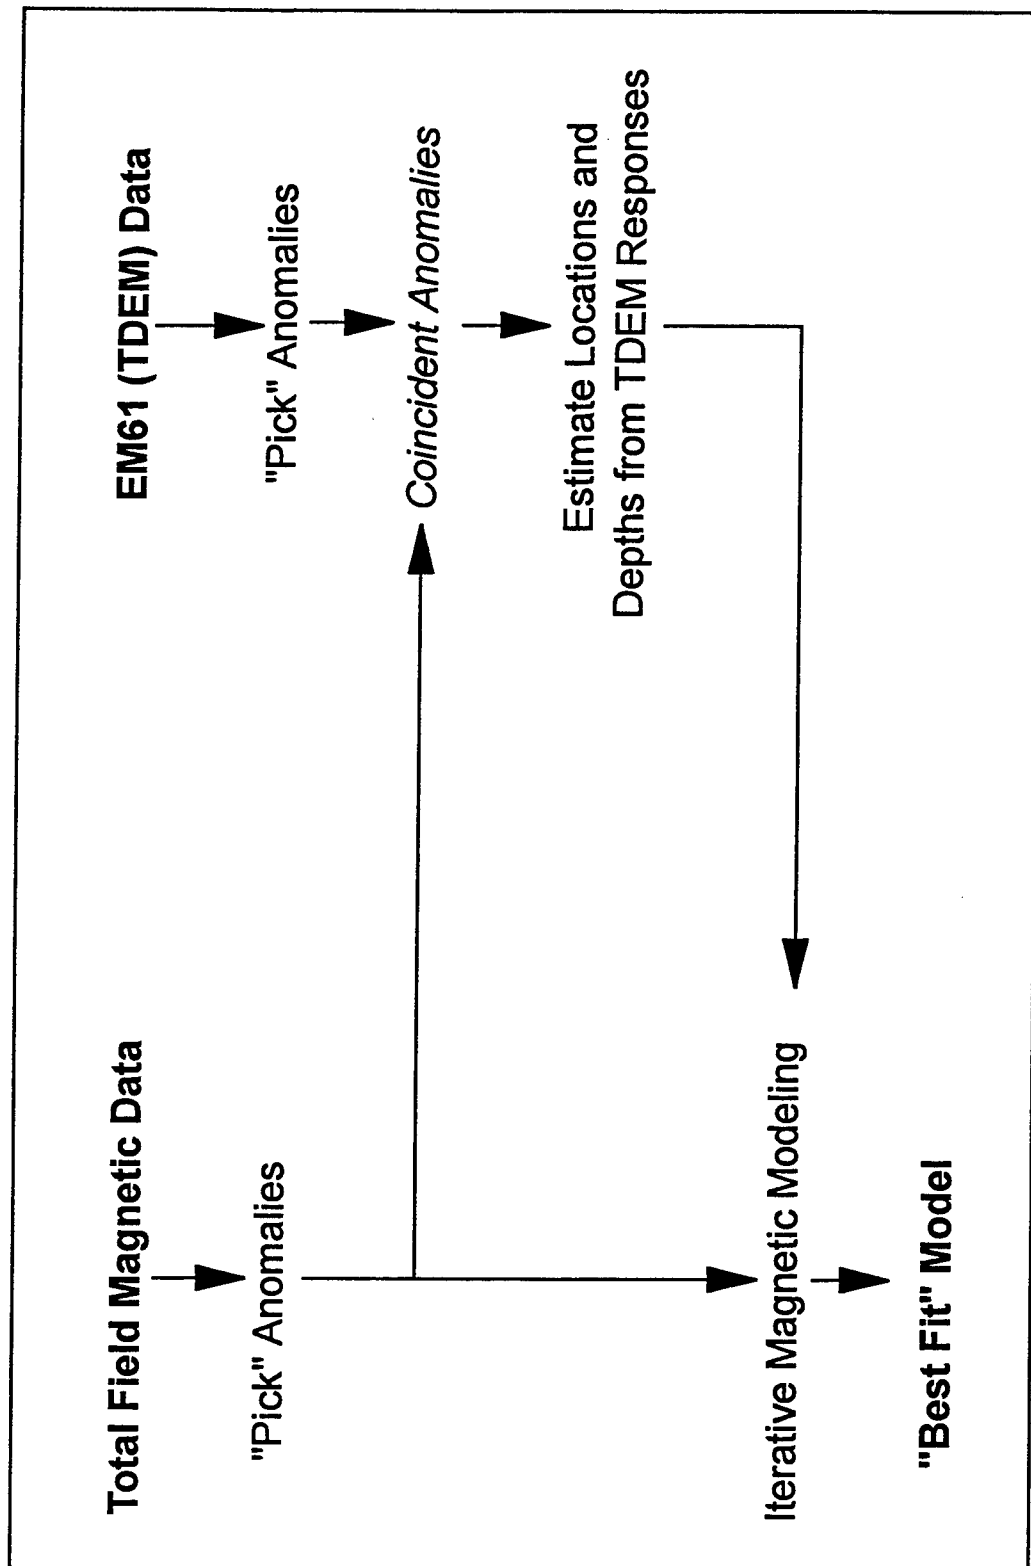 Total Field Magnetic Data
"Pick" Anomalies
EM61 (TDEM) Data
"Pick" Anomalies
Coincident Anomalies
Estimate Locations and
Depths from TDEM Responses
Iterative Magnetic Modeling
"Best Fit" Model